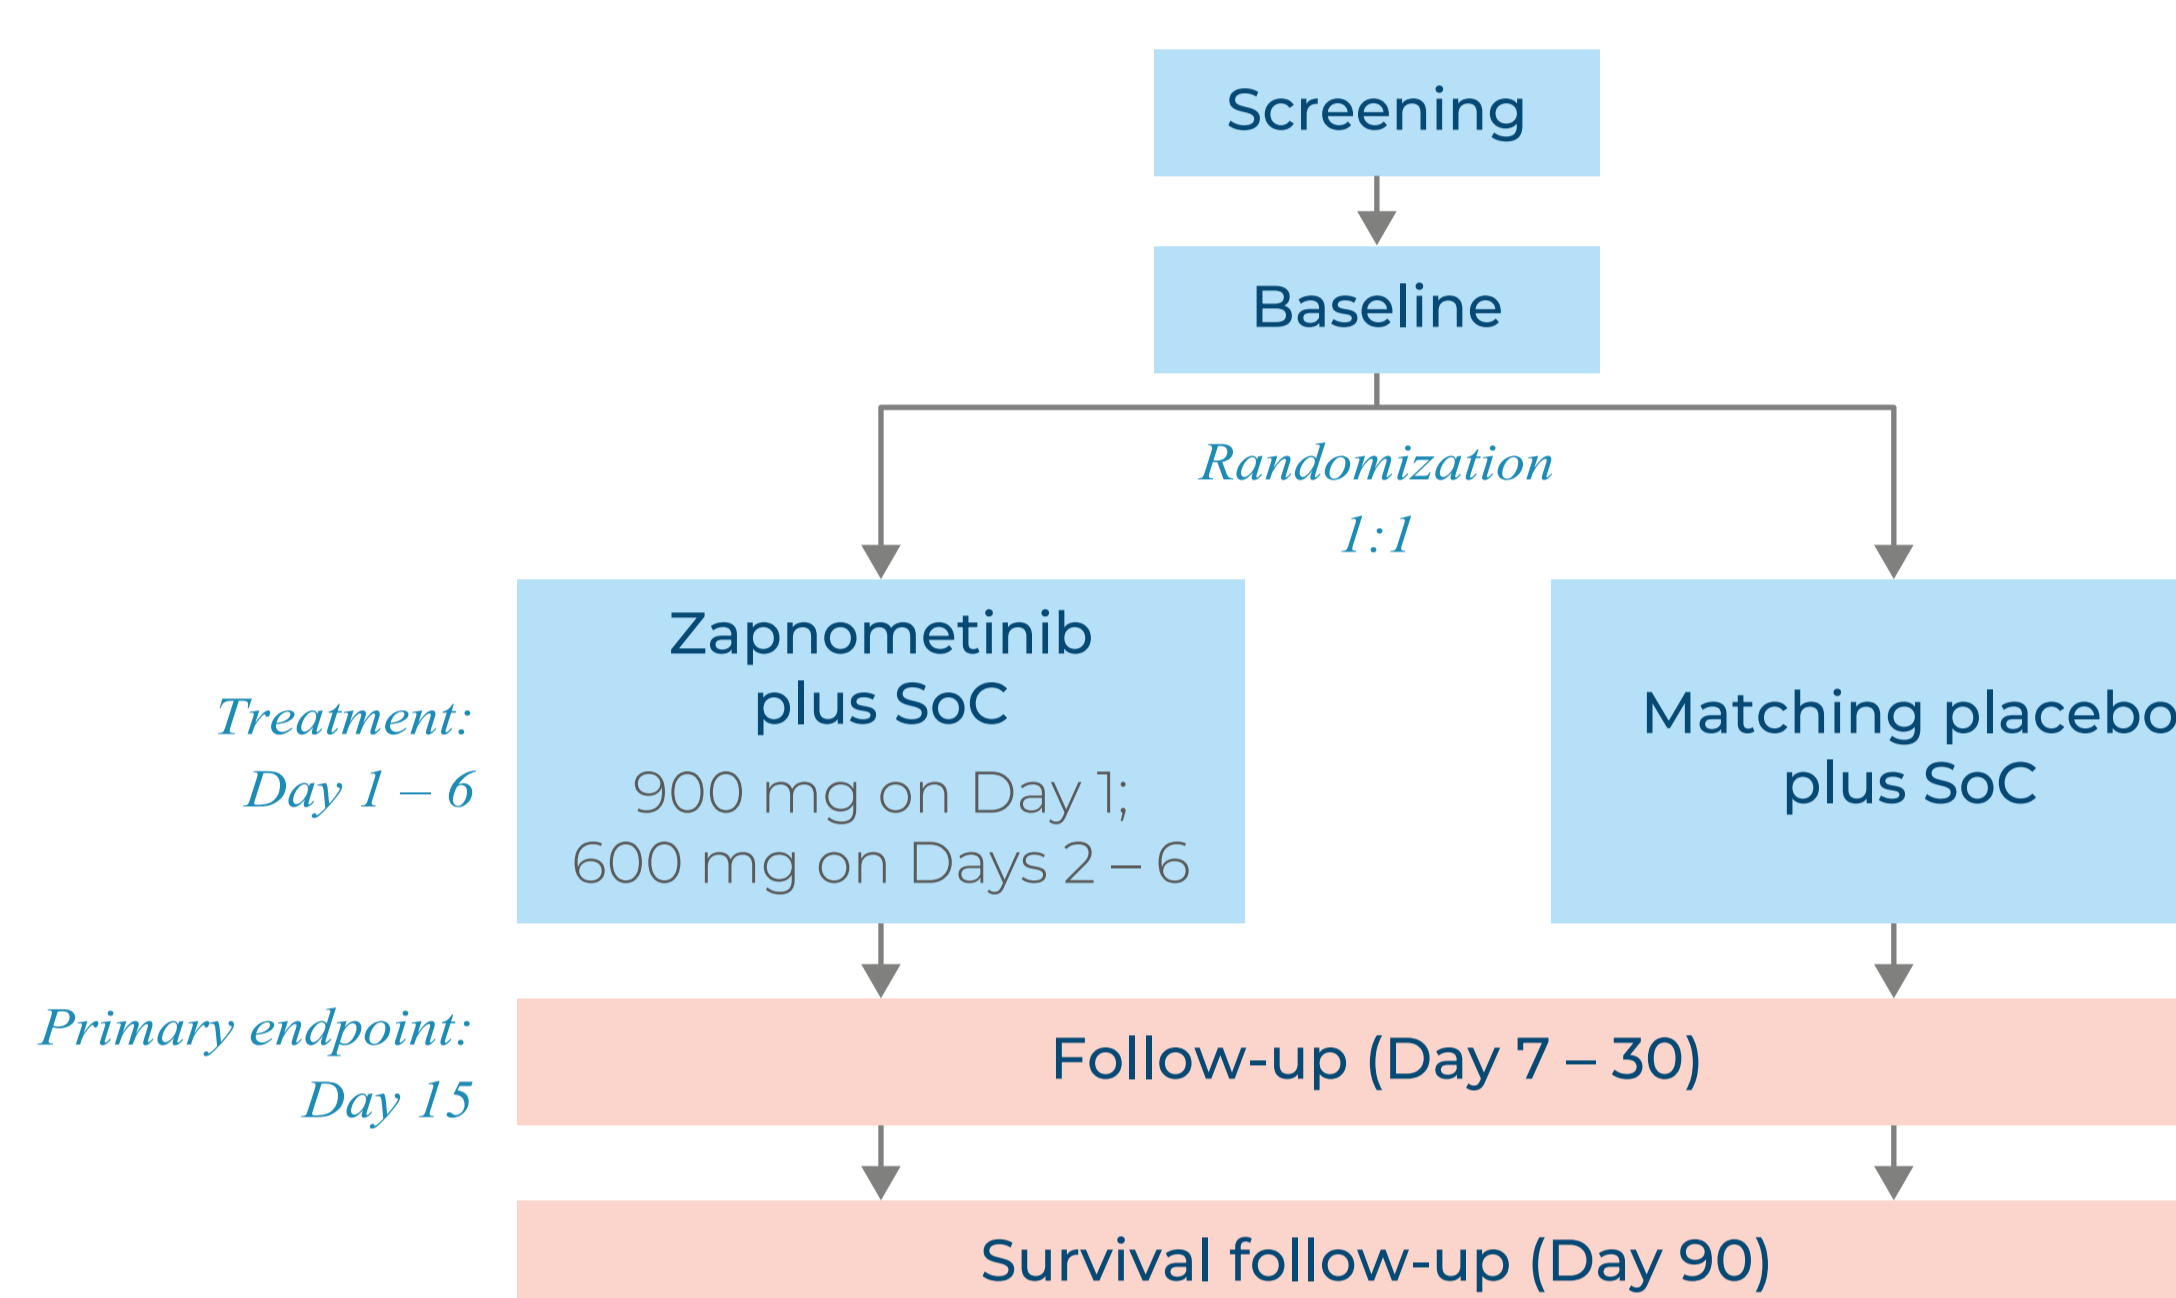 Screening
Baseline
Randomization
1:1
Zapnometinib
plus SoC
900 mg on Day 1;
600 mg on Days 2 – 6
Matching placebo
plus SoC
Treatment:
Day 1 – 6
Primary endpoint:
Day 15
Follow-up (Day 7 – 30)
Survival follow-up (Day 90)